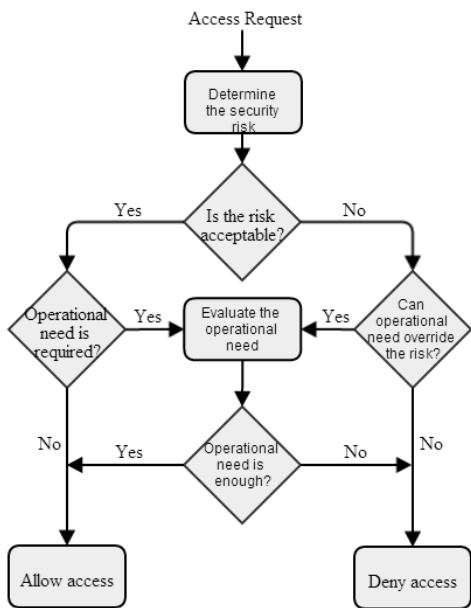 Access Request
Determine
the security
risk
Yes
Is the risk
acceptable?
No
Operational
need is
required?
Yes
Evaluate the
operational
need
Yes
Can
operational
need override
the risk?
No
Yes
Operational
need is
enough?
No
No
Allow access
Deny access